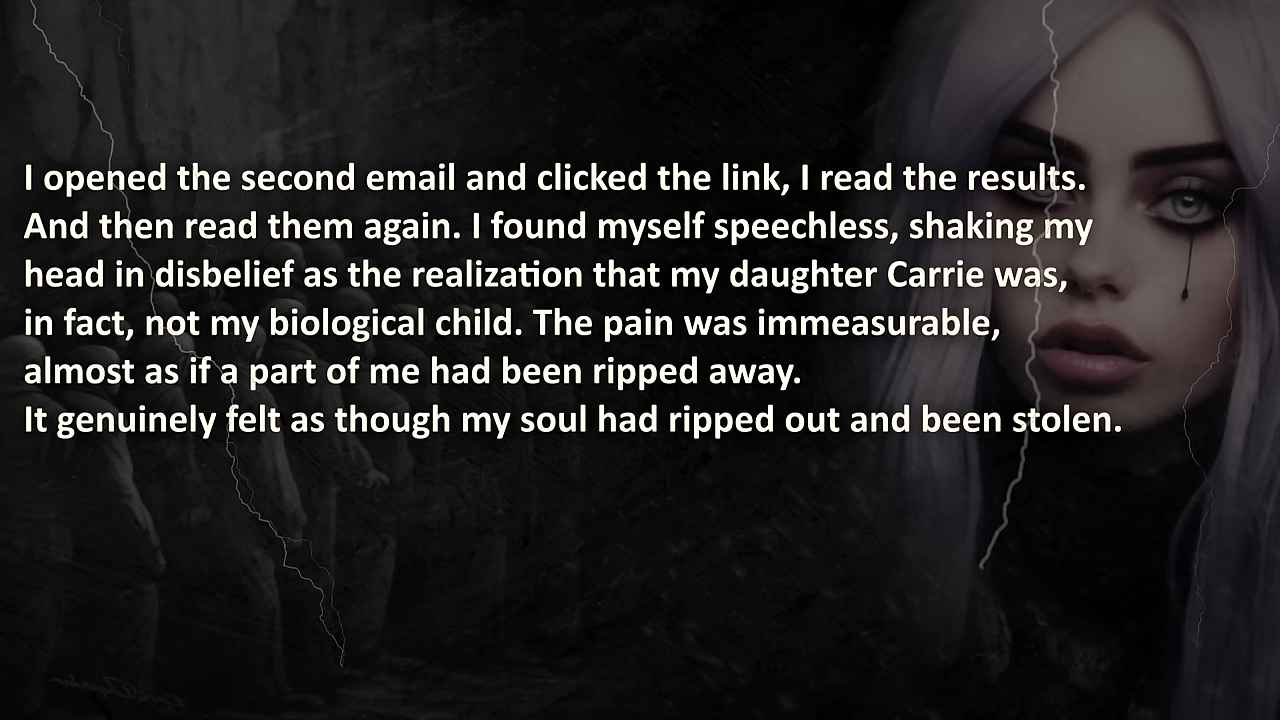 I opened the second email and clicked the link, I read the results.
And then read them again. I found myself speechless, shaking my
head in disbelief as the realization that my daughter Carrie was,
in fact, not my biological child. The pain was immeasurable,
almost as if a part of me had been ripped away.
It genuinely felt as though my soul had ripped out and been stolen.